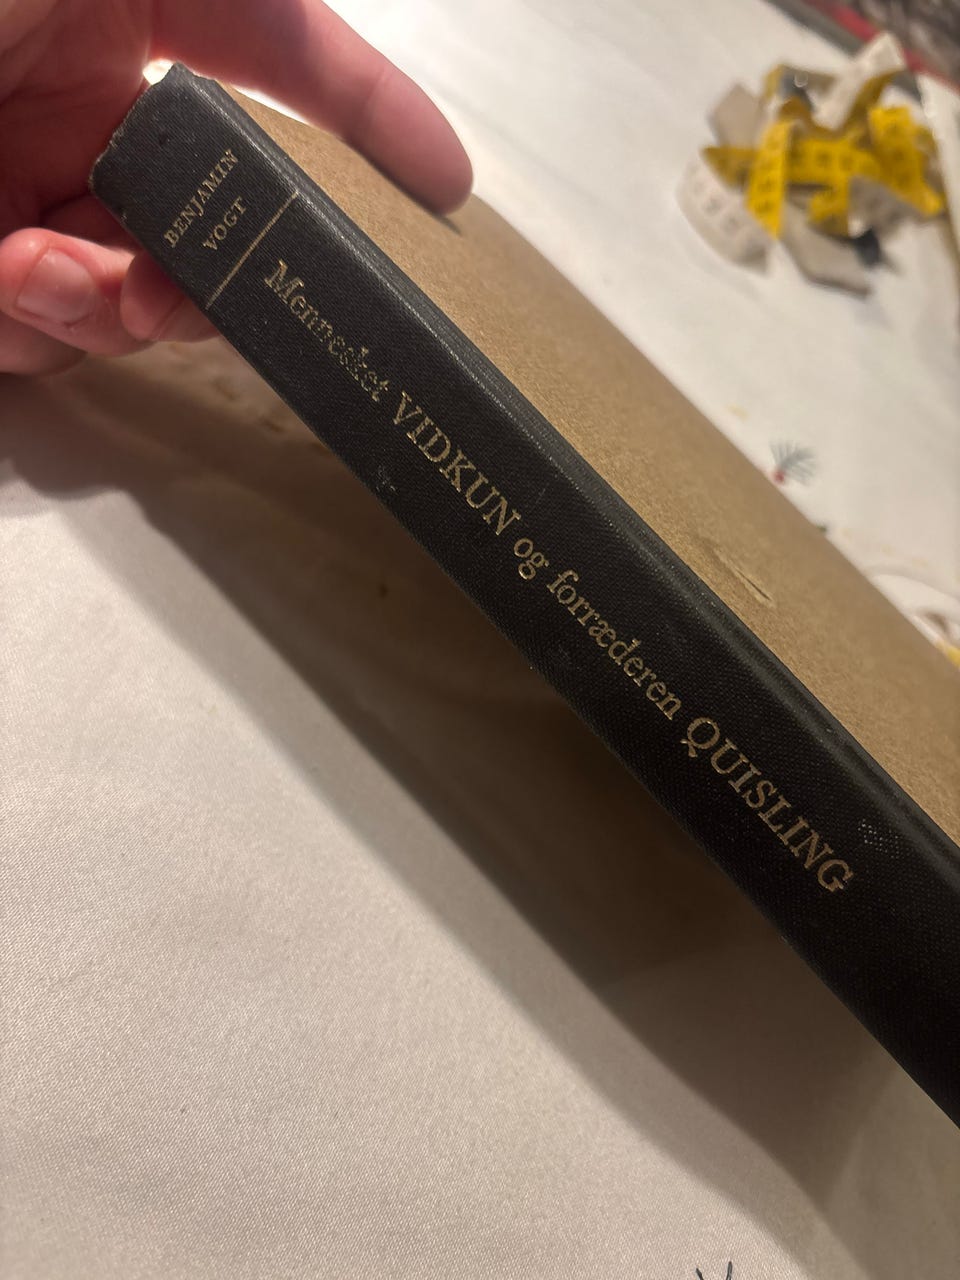 BENJAMIN
VOGT
Mennesket VIDKUN og forræderen QUISLING